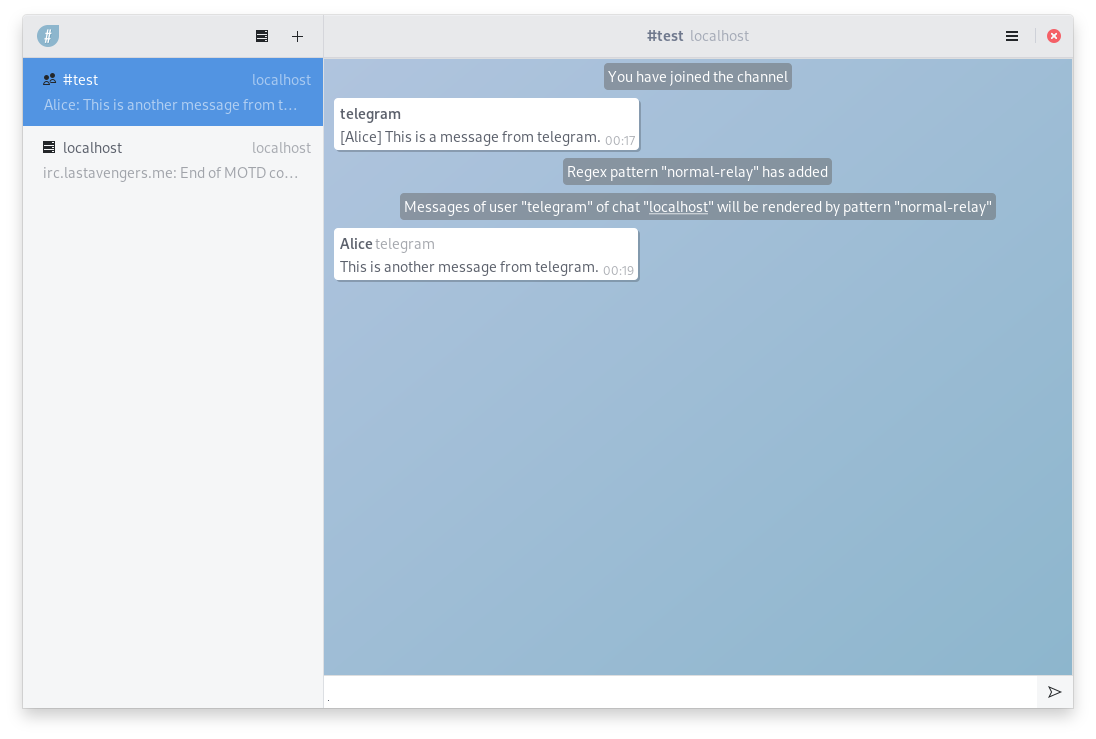 #
#test localhost
Alice: This is another message from t...
localhost localhost
irc.lastavengers.me: End of MOTD co...
#test localhost
You have joined the channel
telegram
[Alice] This is a message from telegram. 00:17
Regex pattern "normal-relay" has added
Messages of user "telegram" of chat "localhost" will be rendered by pattern "normal-relay"
Alice telegram
This is another message from telegram. 00:19
.